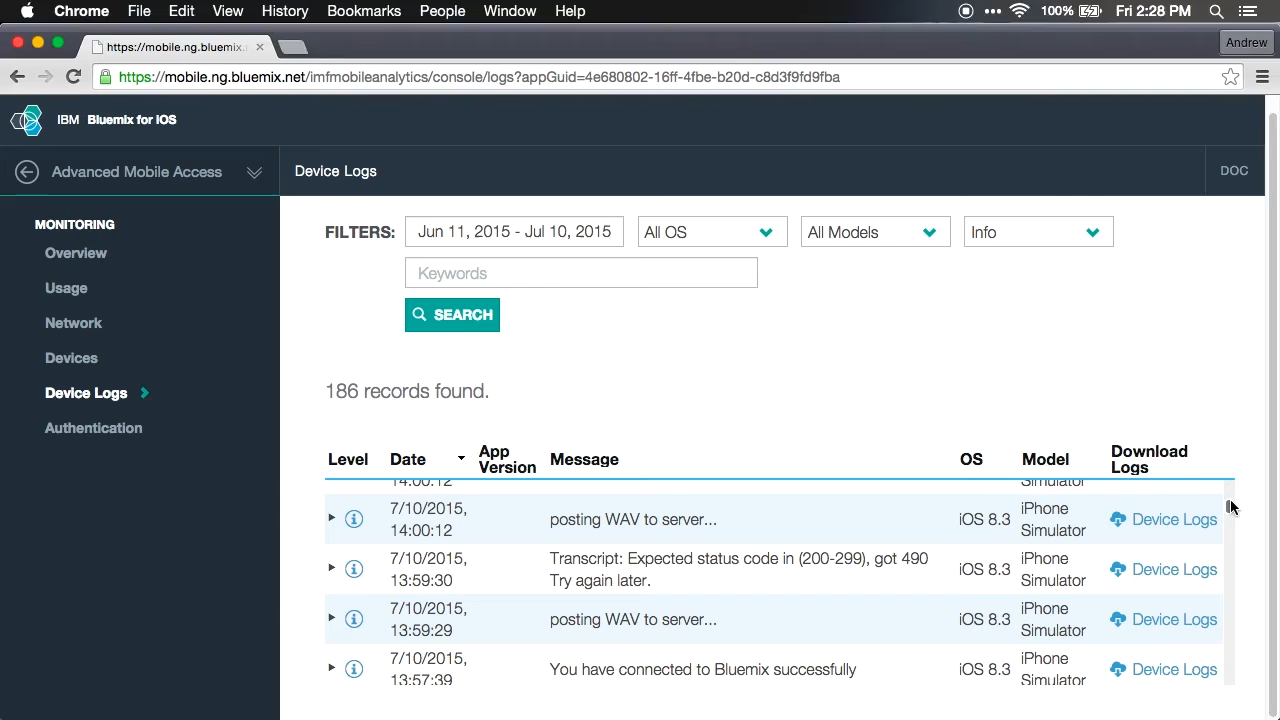 Chrome File Edit View History Bookmarks People Window Help 100% Fri 2:28 PM
https://mobile.ng.bluemix. Andrew
https://mobile.ng.bluemix.net/imfmobileanalytics/console/logs?appGuid=4e680802-16ff-4fbe-b20d-c8d3f9fd9fba
IBM Bluemix for iOS
Advanced Mobile Access
Device Logs
DOC
MONITORING
Overview
Usage
Network
Devices
Device Logs
Authentication
FILTERS: Jun 11, 2015 - Jul 10, 2015 All OS All Models Info
Keywords
SEARCH
186 records found.
Level Date App Version Message OS Model Download Logs
14:00:12 Simulator
7/10/2015, 14:00:12 posting WAV to server... iOS 8.3 iPhone Simulator Device Logs
7/10/2015, 13:59:30 Transcript: Expected status code in (200-299), got 490 Try again later. iOS 8.3 iPhone Simulator Device Logs
7/10/2015, 13:59:29 posting WAV to server... iOS 8.3 iPhone Simulator Device Logs
7/10/2015, 13:57:39 You have connected to Bluemix successfully iOS 8.3 iPhone Simulator Device Logs